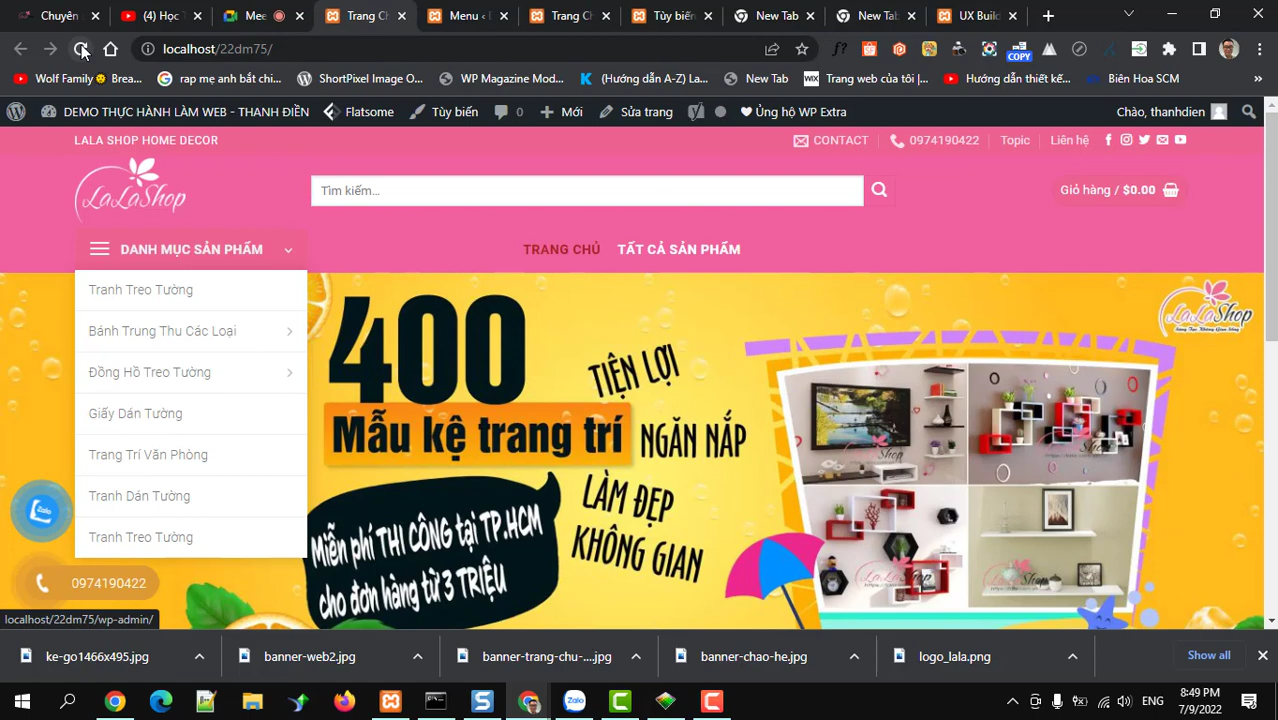 Chuyên
(4) Học T
Mee
Trang Ch
Menu ‹ D
Trang Ch
Tùy biến
New Tab
New Tab
UX Build
localhost/22dm75/
COPY
Wolf Family Brea...
rap mẹ anh bắt chi...
ShortPixel Image O...
WP Magazine Mod...
(Hướng dẫn A-Z) La...
New Tab
WiX
Trang web của tôi |...
Hướng dẫn thiết kế...
Biên Hoa SCM
DEMO THỰC HÀNH LÀM WEB - THANH ĐIỀN
Flatsome
Tùy biến
0
Mới
Sửa trang
Ủng hộ WP Extra
Chào, thanhdien
LALA SHOP HOME DECOR
CONTACT
0974190422
Topic
Liên hệ
LaLaShop
Tìm kiếm...
Giỏ hàng / $0.00
DANH MỤC SẢN PHẨM
TRANG CHỦ
TẤT CẢ SẢN PHẨM
Tranh Treo Tường
Bánh Trung Thu Các Loại
Đồng Hồ Treo Tường
Giấy Dán Tường
Trang Trí Văn Phòng
Tranh Dán Tường
Tranh Treo Tường
400
Mẫu kệ trang trí
TIỆN LỢI
NGĂN NẮP
LÀM ĐẸP
KHÔNG GIAN
Miễn phí THI CÔNG tại TP.HCM
cho đơn hàng từ 3 TRIỆU
LaLaShop
LaLaShop
LaLaShop
LaLaShop
LaLaShop
Zalo
0974190422
localhost/22dm75/wp-admin/
ke-go1466x495.jpg
banner-web2.jpg
banner-trang-chu-....jpg
banner-chao-he.jpg
logo_lala.png
Show all
Zalo
ENG
8:49 PM
7/9/2022